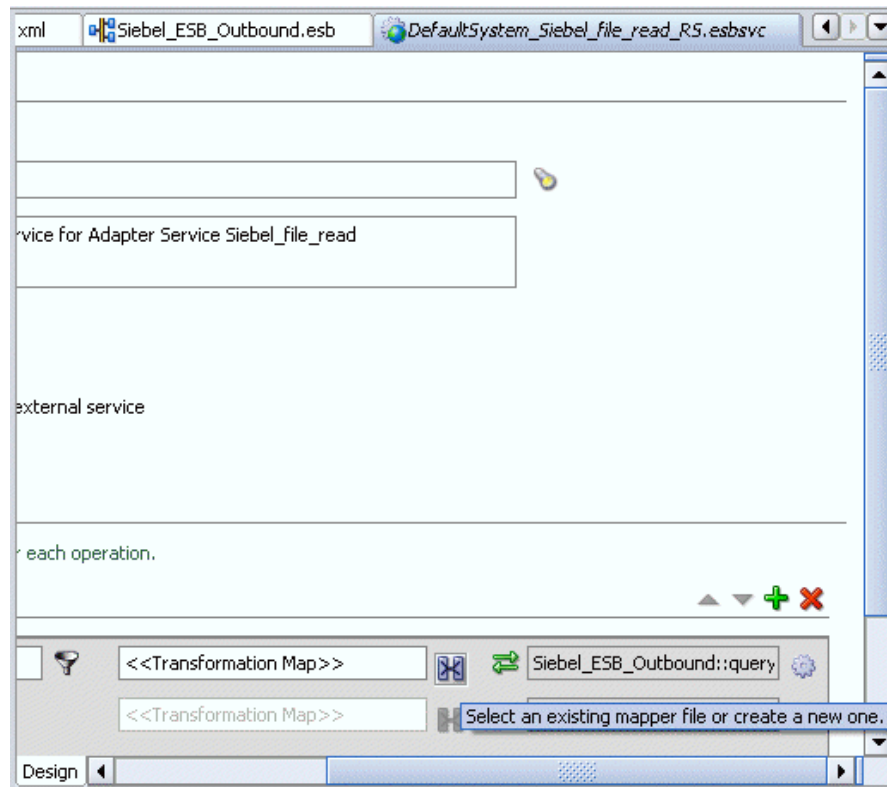 xml Siebel_ESB_Outbound.esb DefaultSystem_Siebel_file_read_RS.esbsvc
rvice for Adapter Service Siebel_file_read
external service
r each operation.
<<Transformation Map>> Siebel_ESB_Outbound::query
<<Transformation Map>> Select an existing mapper file or create a new one.
Design